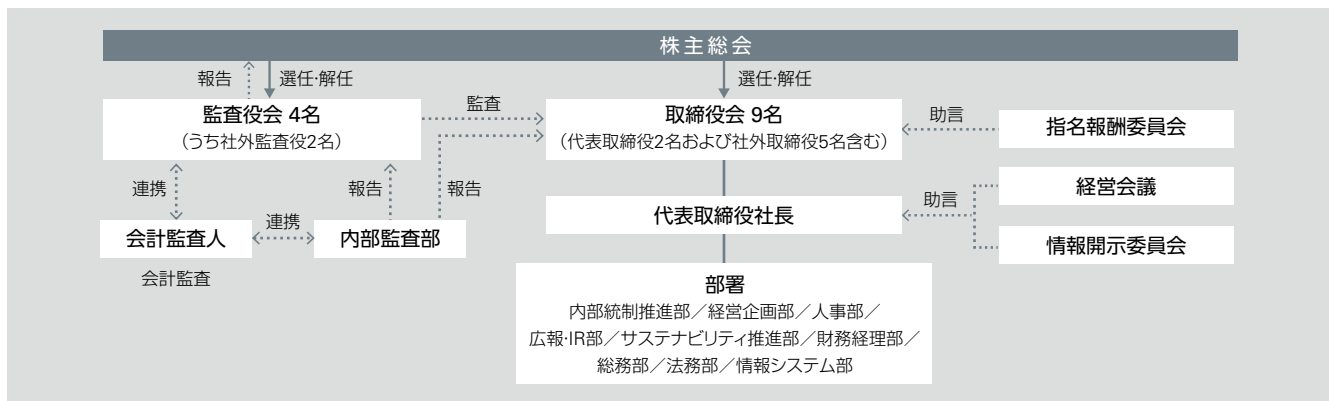 株主総会
報告
選任・解任
選任・解任
監査役会 4名
（うち社外監査役2名）
監査
取締役会 9名
（代表取締役2名および社外取締役5名含む）
助言
指名報酬委員会
連携
報告
報告
経営会議
会計監査人
連携
内部監査部
代表取締役社長
助言
情報開示委員会
会計監査
部署
内部統制推進部／経営企画部／人事部／
広報・IR部／サステナビリティ推進部／財務経理部／
総務部／法務部／情報システム部